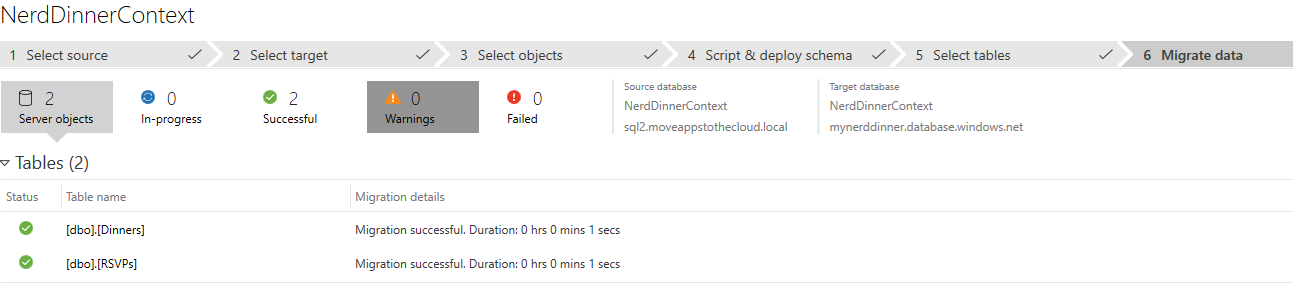 NerdDinnerContext
1 Select source 2 Select target 3 Select objects 4 Script & deploy schema 5 Select tables 6 Migrate data
2 0 2 0 0
Server objects In-progress Successful Warnings Failed
Source database Target database
NerdDinnerContext NerdDinnerContext
sql2.moveappstothecloud.local mynerddinner.database.windows.net
Tables (2)
Status Table name Migration details
[dbo].[Dinners] Migration successful. Duration: 0 hrs 0 mins 1 secs
[dbo].[RSVPs] Migration successful. Duration: 0 hrs 0 mins 1 secs